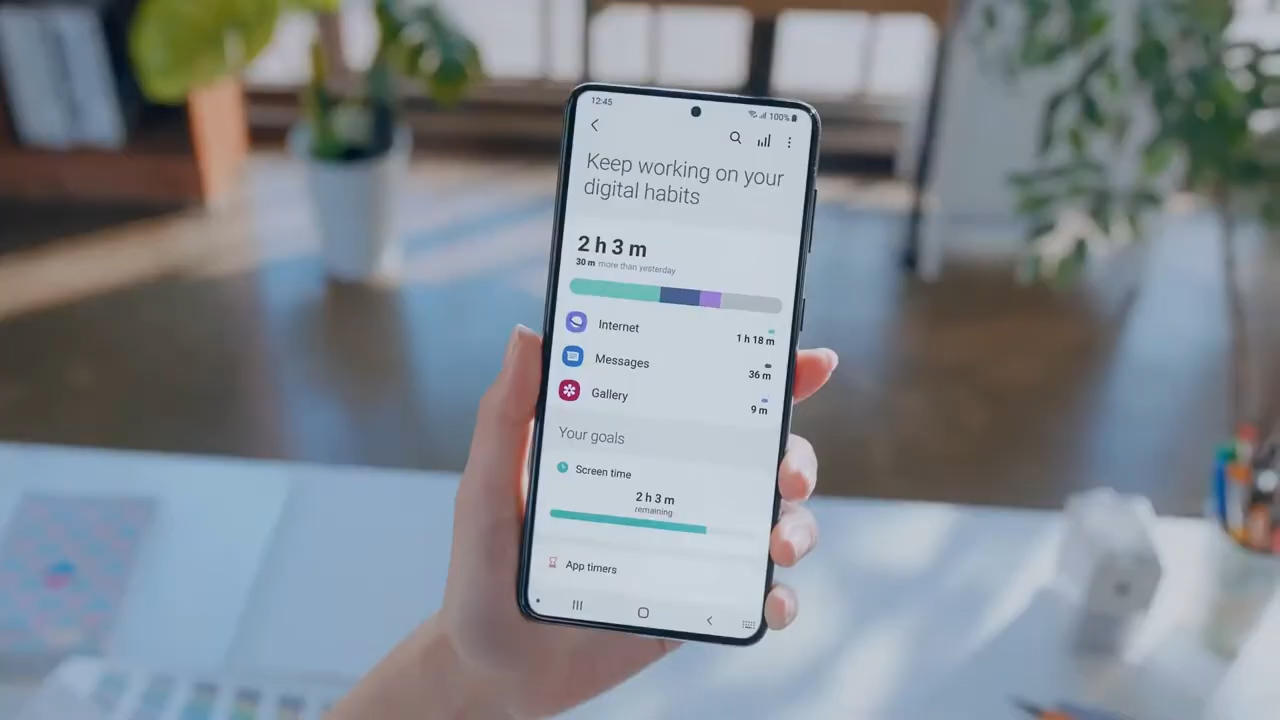 12:45
100%
Keep working on your
digital habits
2 h 3 m
30 m more than yesterday
Internet
1 h 18 m
Messages
36 m
Gallery
9 m
Your goals
Screen time
2 h 3 m
remaining
App timers